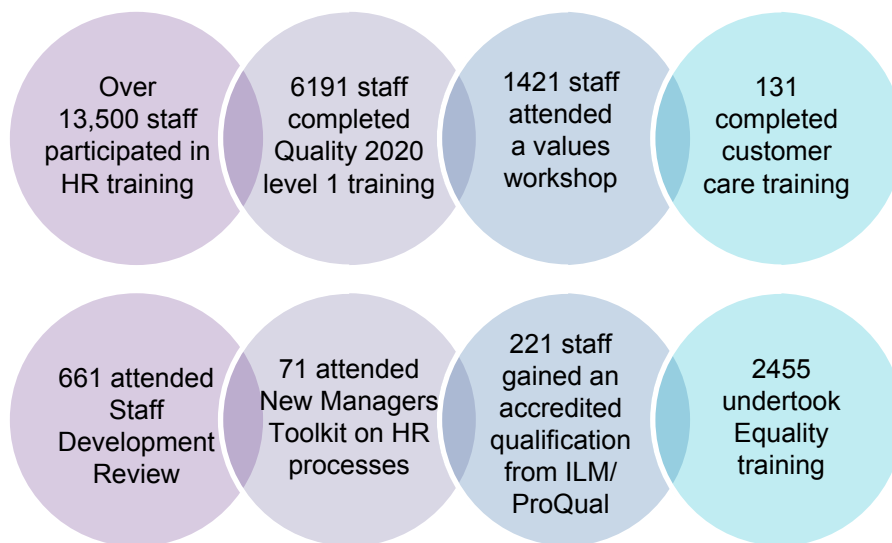 Over
13,500 staff
participated in
HR training
6191 staff
completed
Quality 2020
level 1 training
1421 staff
attended
a values
workshop
131
completed
customer
care training
661 attended
Staff
Development
Review
71 attended
New Managers
Toolkit on HR
processes
221 staff
gained an
accredited
qualification
from ILM/
ProQual
2455
undertook
Equality
training